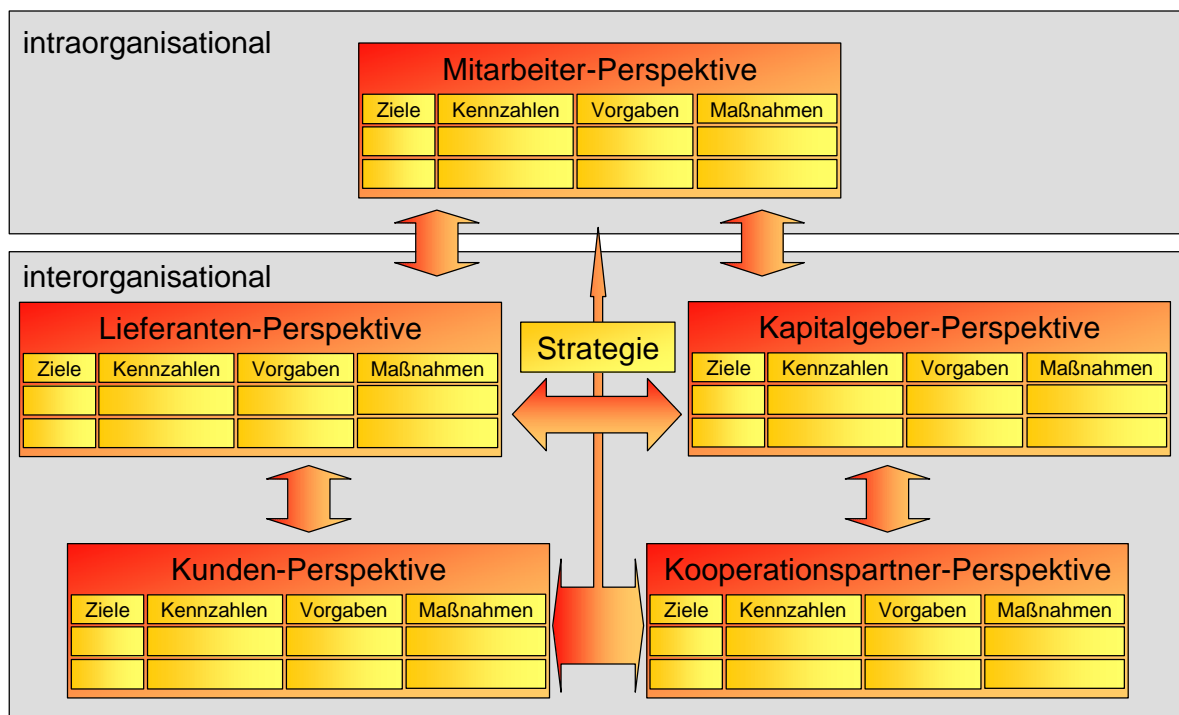 intraorganisational
Mitarbeiter-Perspektive
Ziele Kennzahlen Vorgaben Maßnahmen
interorganisational
Lieferanten-Perspektive
Ziele Kennzahlen Vorgaben Maßnahmen
Strategie
Kapitalgeber-Perspektive
Ziele Kennzahlen Vorgaben Maßnahmen
Kunden-Perspektive
Ziele Kennzahlen Vorgaben Maßnahmen
Kooperationspartner-Perspektive
Ziele Kennzahlen Vorgaben Maßnahmen